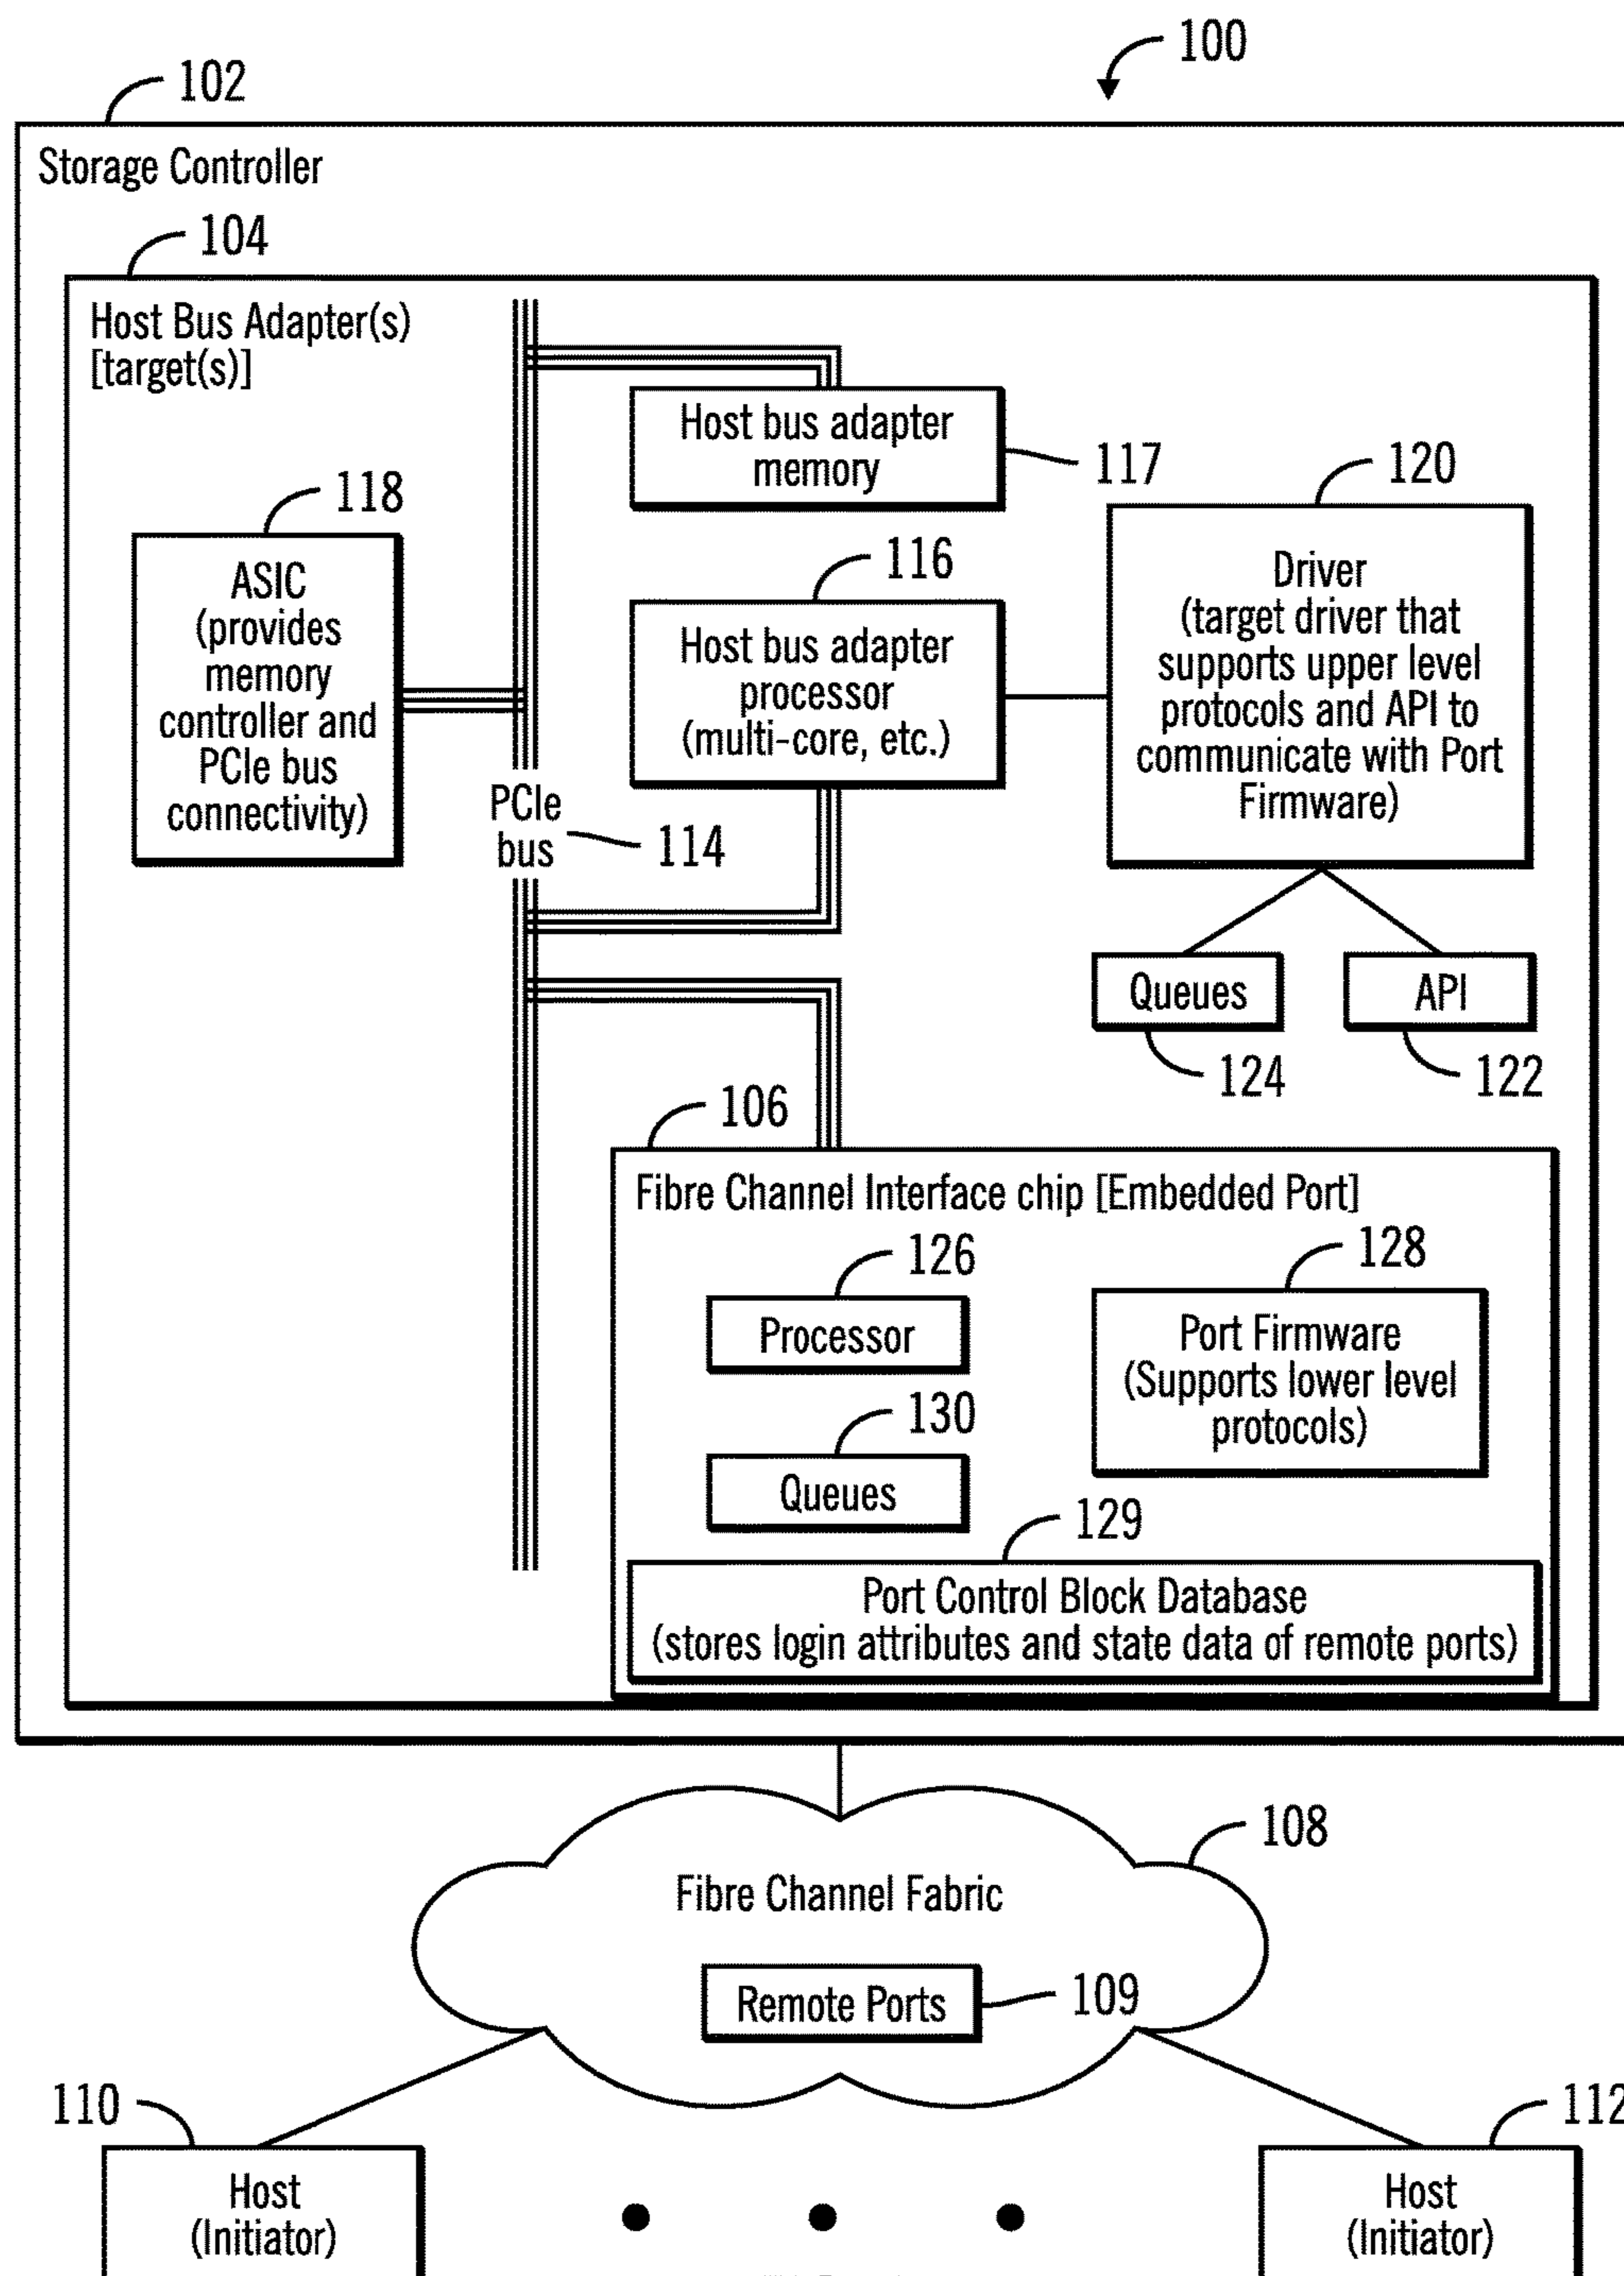 100
102
Storage Controller
104
Host Bus Adapter(s)
[target(s)]
Host bus adapter
memory
117
118
ASIC
(provides
memory
controller and
PCIe bus
connectivity)
116
Host bus adapter
processor
(multi-core, etc.)
120
Driver
(target driver that
supports upper level
protocols and API to
communicate with Port
Firmware)
PCIe
bus
114
Queues
API
124
122
106
Fibre Channel Interface chip [Embedded Port]
126
Processor
128
Port Firmware
(Supports lower level
protocols)
130
Queues
129
Port Control Block Database
(stores login attributes and state data of remote ports)
108
Fibre Channel Fabric
Remote Ports
109
110
Host
(Initiator)
112
Host
(Initiator)